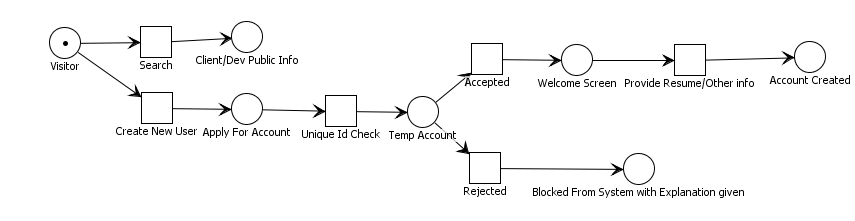 Visitor
Search
Client/Dev Public Info
Create New User
Apply For Account
Unique Id Check
Temp Account
Accepted
Welcome Screen
Provide Resume/Other info
Account Created
Rejected
Blocked From System with Explanation given